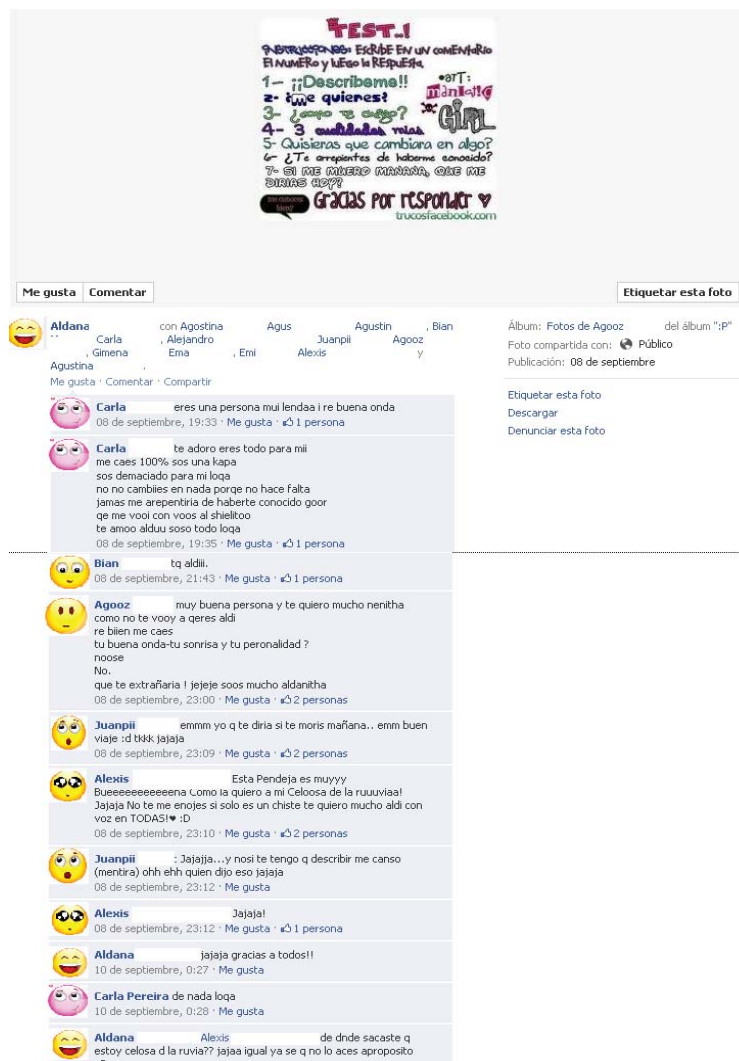 TEST..!
INSTRUCCIONES: EScRibE EN UN comENtaRio
El NumERo y luEgo la REspuEsta,
1- ¡¡Describeme!!
2- ¿me quieres?
3- ¿como te caigo?
4- 3 cualidades mias
5- Quisieras que cambiara en algo?
6- ¿Te arrepientes de haberme conocido?
7- SI ME MUERO MAÑANA, QUE ME
DIRIAS HOY?
•arT:
maniatiG
GiRL
me conoces
bien?
Gracias por responder ♥
trucosfacebook.com
Me gusta Comentar
Etiquetar esta foto
Aldana con Agostina Agus Agustin , Bian
Carla , Alejandro Juanpii Agooz
, Gimena Ema , Emi Alexis y
Agustina .
Me gusta · Comentar · Compartir
Álbum: Fotos de Agooz del álbum ":P"
Foto compartida con: Público
Publicación: 08 de septiembre
Etiquetar esta foto
Descargar
Denunciar esta foto
Carla eres una persona mui lendaa i re buena onda
08 de septiembre, 19:33 · Me gusta · 1 persona
Carla te adoro eres todo para mii
me caes 100% sos una kapa
sos demaciado para mi loqa
no no cambiies en nada porqe no hace falta
jamas me arepentiria de haberte conocido goor
qe me vooi con voos al shielitoo
te amoo alduu soso todo loqa
08 de septiembre, 19:35 · Me gusta · 1 persona
Bian tq aldiii.
08 de septiembre, 21:43 · Me gusta · 1 persona
Agooz muy buena persona y te quiero mucho nenitha
como no te vooy a qeres aldi
re biien me caes
tu buena onda-tu sonrisa y tu peronalidad ?
noose
No.
que te extrañaria ! jejeje soos mucho aldanitha
08 de septiembre, 23:00 · Me gusta · 2 personas
Juanpii emmm yo q te diria si te moris mañana.. emm buen
viaje :d tkkk jajaja
08 de septiembre, 23:09 · Me gusta · 2 personas
Alexis Esta Pendeja es muyyy
Bueeeeeeeeeeena Como la quiero a mi Celoosa de la ruuuviaa!
Jajaja No te me enojes si solo es un chiste te quiero mucho aldi con
voz en TODAS!♥ :D
08 de septiembre, 23:10 · Me gusta · 2 personas
Juanpii : Jajajja...y nosi te tengo q describir me canso
(mentira) ohh ehh quien dijo eso jajaja
08 de septiembre, 23:12 · Me gusta
Alexis Jajaja!
08 de septiembre, 23:12 · Me gusta · 1 persona
Aldana jajaja gracias a todos!!
10 de septiembre, 0:27 · Me gusta
Carla Pereira de nada loqa
10 de septiembre, 0:28 · Me gusta
Aldana Alexis de dnde sacaste q
estoy celosa d la ruvia?? jajaa igual ya se q no lo aces aproposito